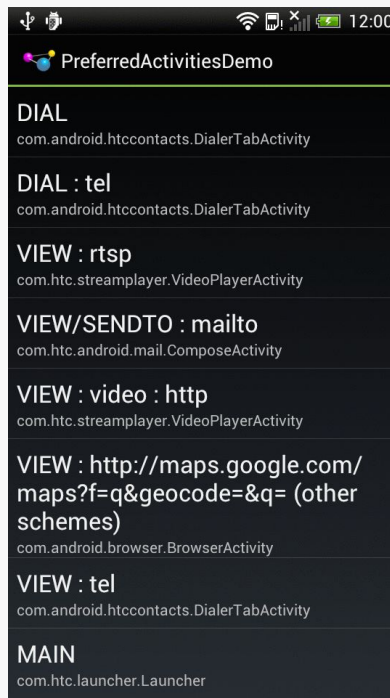 12:00
PreferredActivitiesDemo
DIAL
com.android.htccontacts.DialerTabActivity
DIAL : tel
com.android.htccontacts.DialerTabActivity
VIEW : rtsp
com.htc.streamplayer.VideoPlayerActivity
VIEW/SENDTO : mailto
com.htc.android.mail.ComposeActivity
VIEW : video : http
com.htc.streamplayer.VideoPlayerActivity
VIEW : http://maps.google.com/
maps?f=q&geocode=&q= (other
schemes)
com.android.browser.BrowserActivity
VIEW : tel
com.android.htccontacts.DialerTabActivity
MAIN
com.htc.launcher.Launcher